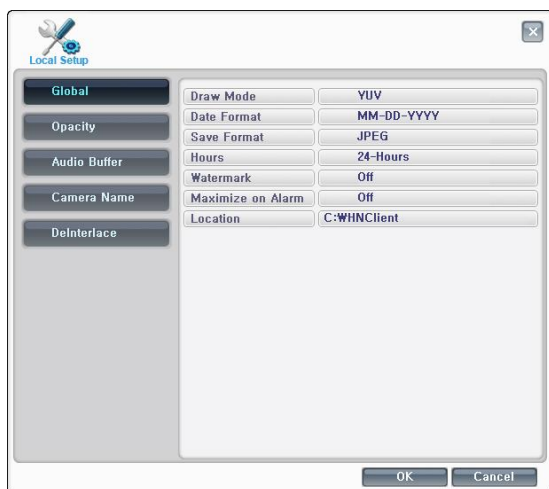 Local Setup
Global
Opacity
Audio Buffer
Camera Name
DeInterlace
Draw Mode YUV
Date Format MM-DD-YYYY
Save Format JPEG
Hours 24-Hours
Watermark Off
Maximize on Alarm Off
Location C:₩HNClient
OK Cancel